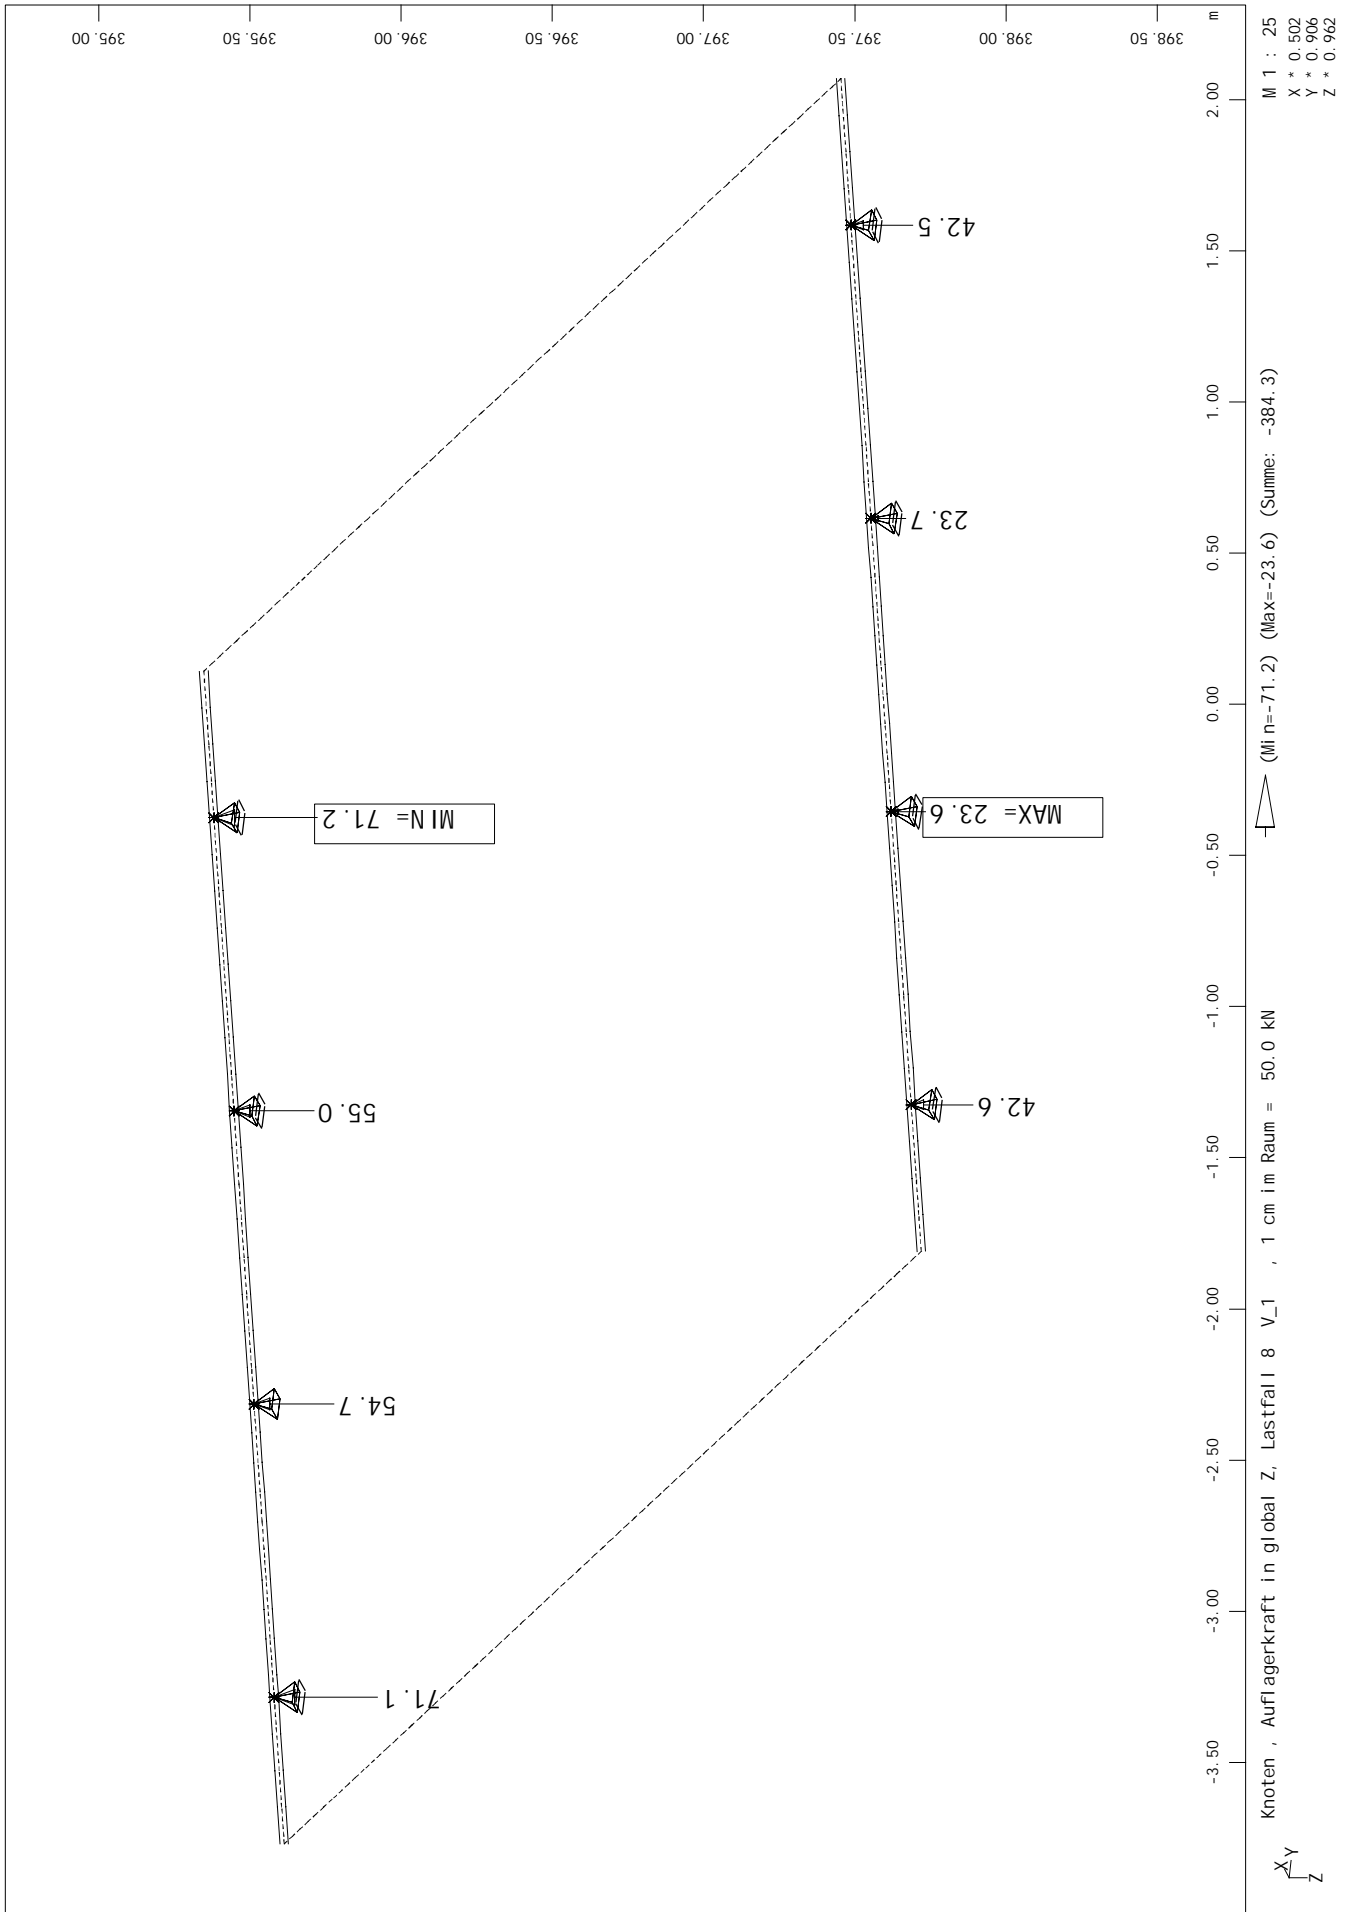 395.00
395.50
396.00
396.50
397.00
397.50
398.00
398.50
m
2.00
1.50
1.00
0.50
0.00
-0.50
-1.00
-1.50
-2.00
-2.50
-3.00
-3.50
42.5
23.7
MIN= 71.2
MAX= 23.6
55.0
42.6
54.7
71.1
Knoten , Auflagerkraft in global Z, Lastfall 8 V_1 , 1 cm im Raum = 50.0 kN (Min=-71.2) (Max=-23.6) (Summe: -384.3)
M 1 : 25
X * 0.502
Y * 0.906
Z * 0.962
X
Y
Z